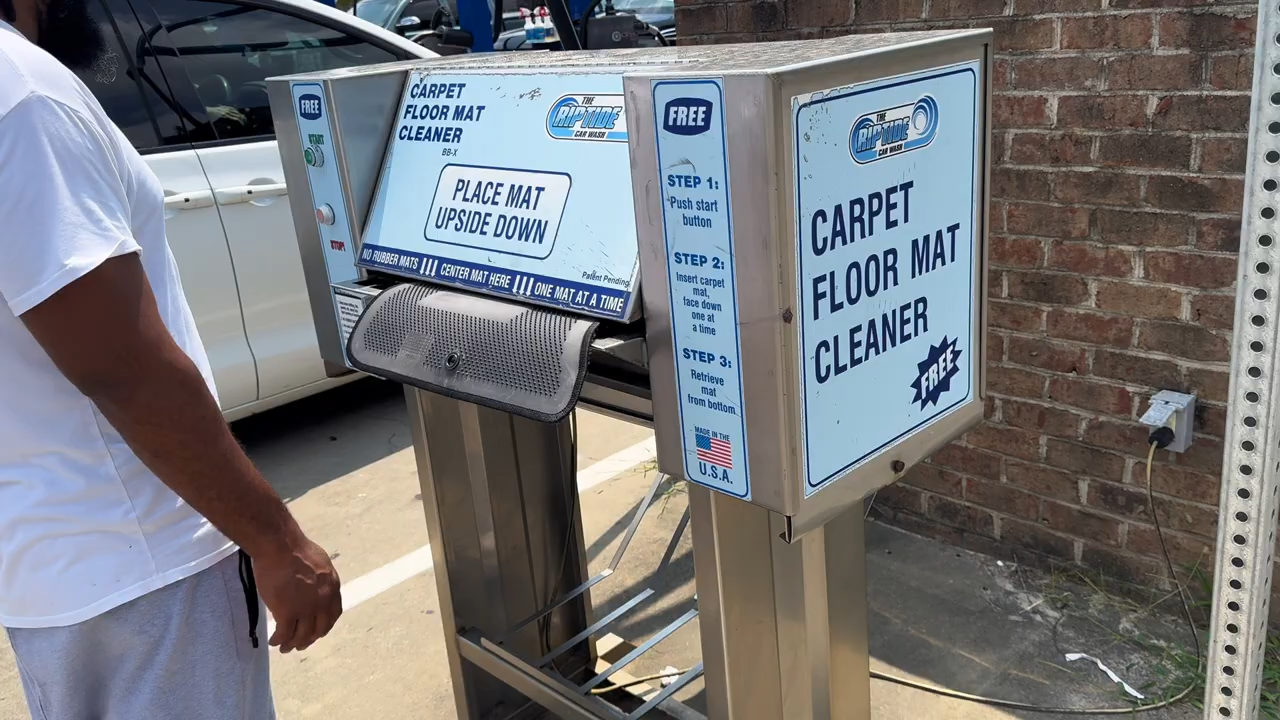 FREE
START
STOP!
CARPET
FLOOR MAT
CLEANER
BB-X
THE
RIPTIDE
CAR WASH
PLACE MAT
UPSIDE DOWN
Patent Pending
NO RUBBER MATS CENTER MAT HERE ONE MAT AT A TIME
FREE
STEP 1:
Push start
button
STEP 2:
Insert carpet
mat,
face down
one at
a time
STEP 3:
Retrieve
mat
from bottom
MADE IN THE
U.S.A.
THE
RIPTIDE
CAR WASH
CARPET
FLOOR MAT
CLEANER
FREE